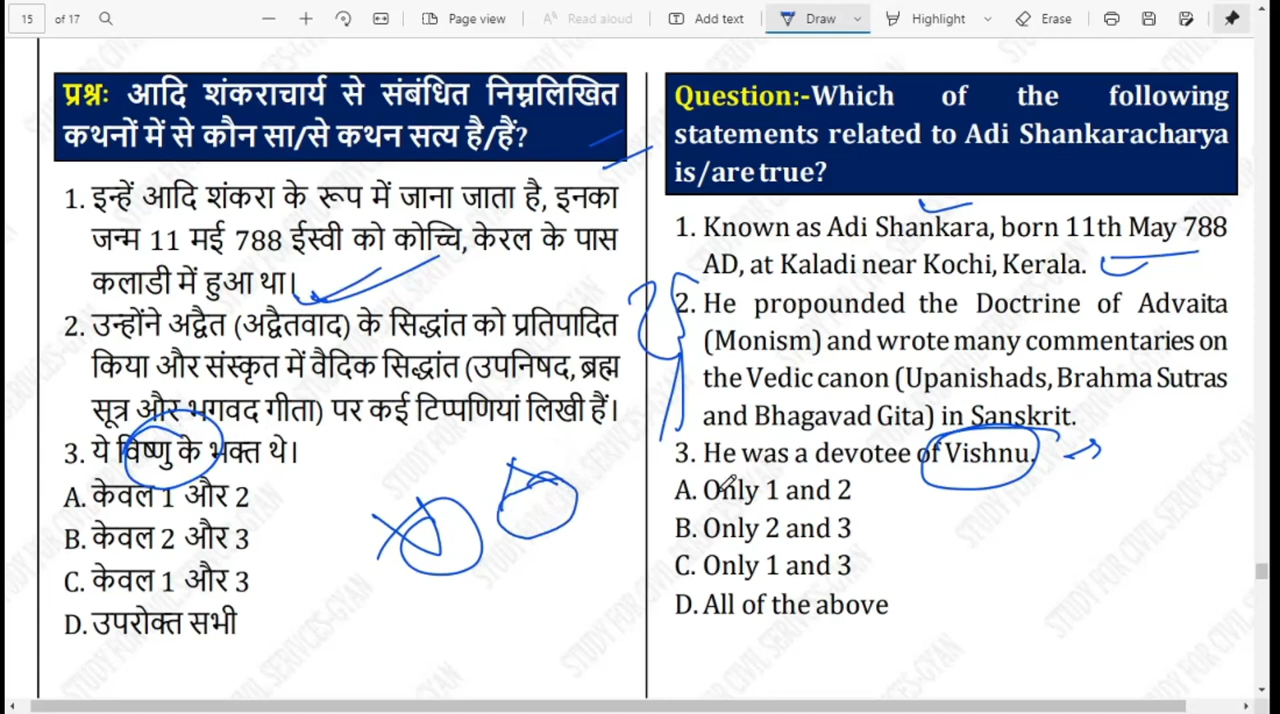 15 of 17
Page view
Read aloud
Add text
Draw
Highlight
Erase
प्रश्नः आदि शंकराचार्य से संबंधित निम्नलिखित
कथनों में से कौन सा/से कथन सत्य है/हैं?
1. इन्हें आदि शंकरा के रूप में जाना जाता है, इनका
जन्म 11 मई 788 ईस्वी को कोच्चि, केरल के पास
कलाडी में हुआ था।
2. उन्होंने अद्वैत (अद्वैतवाद) के सिद्धांत को प्रतिपादित
किया और संस्कृत में वैदिक सिद्धांत (उपनिषद, ब्रह्म
सूत्र और भगवद गीता) पर कई टिप्पणियां लिखी हैं।
3. ये विष्णु के भक्त थे।
A. केवल 1 और 2
B. केवल 2 और 3
C. केवल 1 और 3
D. उपरोक्त सभी
Question:-Which of the following
statements related to Adi Shankaracharya
is/are true?
1. Known as Adi Shankara, born 11th May 788
AD, at Kaladi near Kochi, Kerala.
2. He propounded the Doctrine of Advaita
(Monism) and wrote many commentaries on
the Vedic canon (Upanishads, Brahma Sutras
and Bhagavad Gita) in Sanskrit.
3. He was a devotee of Vishnu.
A. Only 1 and 2
B. Only 2 and 3
C. Only 1 and 3
D. All of the above
STUDY FOR CIVIL SERIVCES-GYAN